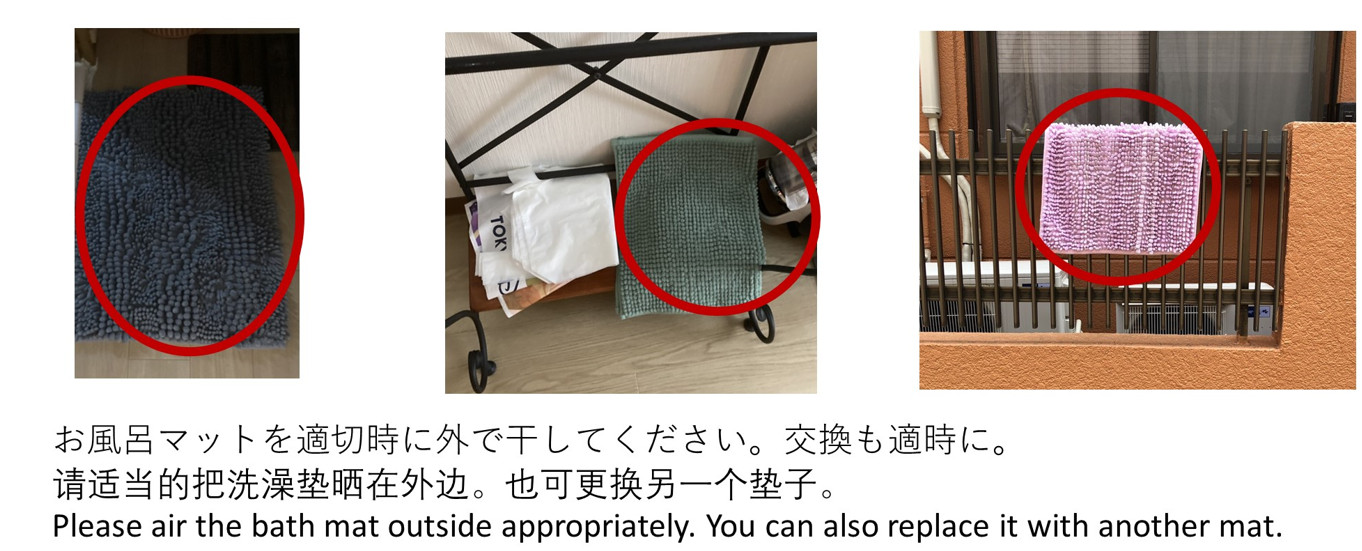 TOK
お風呂マットを適切時に外で干してください。交換も適時に。
请适当的把洗澡垫晒在外边。也可更换另一个垫子。
Please air the bath mat outside appropriately. You can also replace it with another mat.